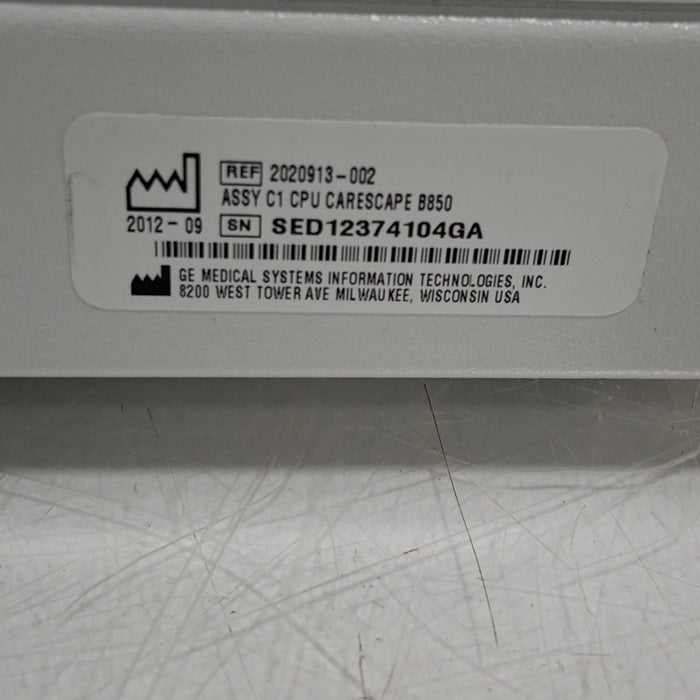 REF 2020913-002
ASSY C1 CPU CARESCAPE B850
2012-09 SN SED12374104GA
GE MEDICAL SYSTEMS INFORMATION TECHNOLOGIES, INC.
8200 WEST TOWER AVE MILWAUKEE, WISCONSIN USA